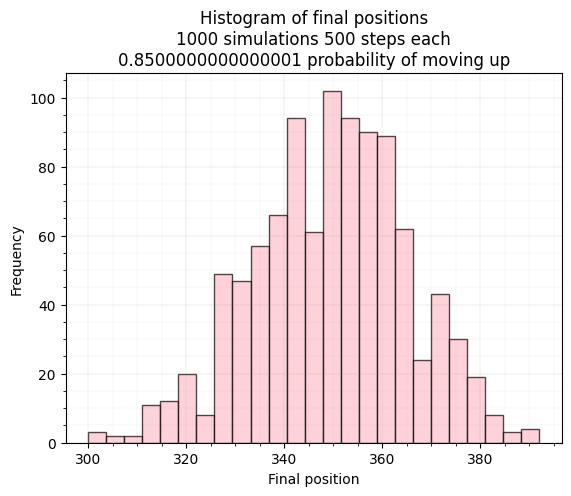 Histogram of final positions
1000 simulations 500 steps each
0.8500000000000001 probability of moving up
100
80
60
40
20
0
Frequency
300
320
340
360
380
Final position